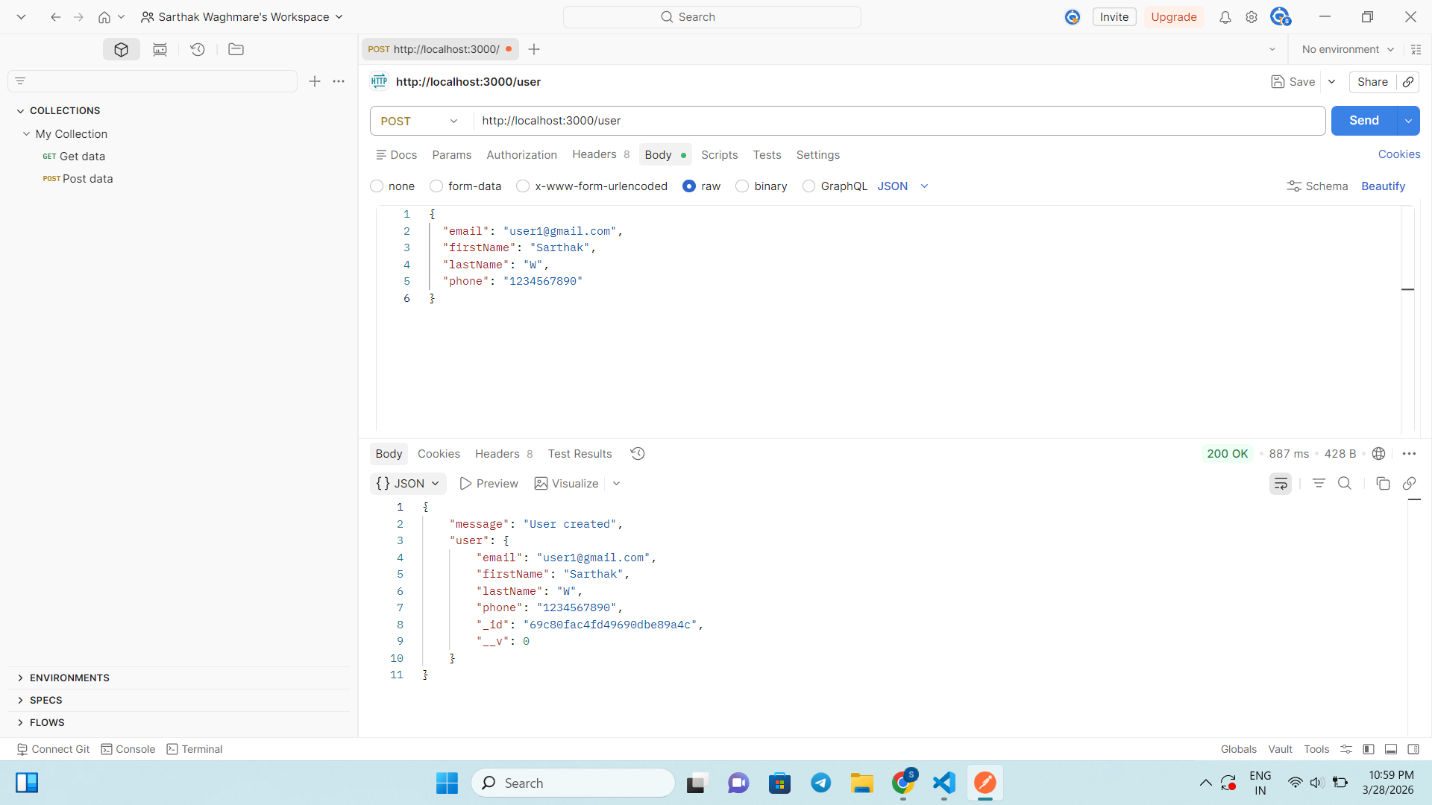 Sarthak Waghmare's Workspace
Search
Invite
Upgrade
POST http://localhost:3000/
No environment
HTTP http://localhost:3000/user
Save
Share
COLLECTIONS
My Collection
GET Get data
POST Post data
ENVIRONMENTS
SPECS
FLOWS
POST http://localhost:3000/user
Send
Docs Params Authorization Headers 8 Body Scripts Tests Settings
Cookies
none form-data x-www-form-urlencoded raw binary GraphQL JSON
Schema Beautify
1 {
2 "email": "user1@gmail.com",
3 "firstName": "Sarthak",
4 "lastName": "W",
5 "phone": "1234567890"
6 }
Body Cookies Headers 8 Test Results
200 OK • 887 ms • 428 B
{} JSON Preview Visualize
1 {
2 "message": "User created",
3 "user": {
4 "email": "user1@gmail.com",
5 "firstName": "Sarthak",
6 "lastName": "W",
7 "phone": "1234567890",
8 "_id": "69c80fac4fd49690dbe89a4c",
9 "__v": 0
10 }
11 }
Connect Git Console Terminal
Globals Vault Tools
Search
S
ENG
IN
10:59 PM
3/28/2026